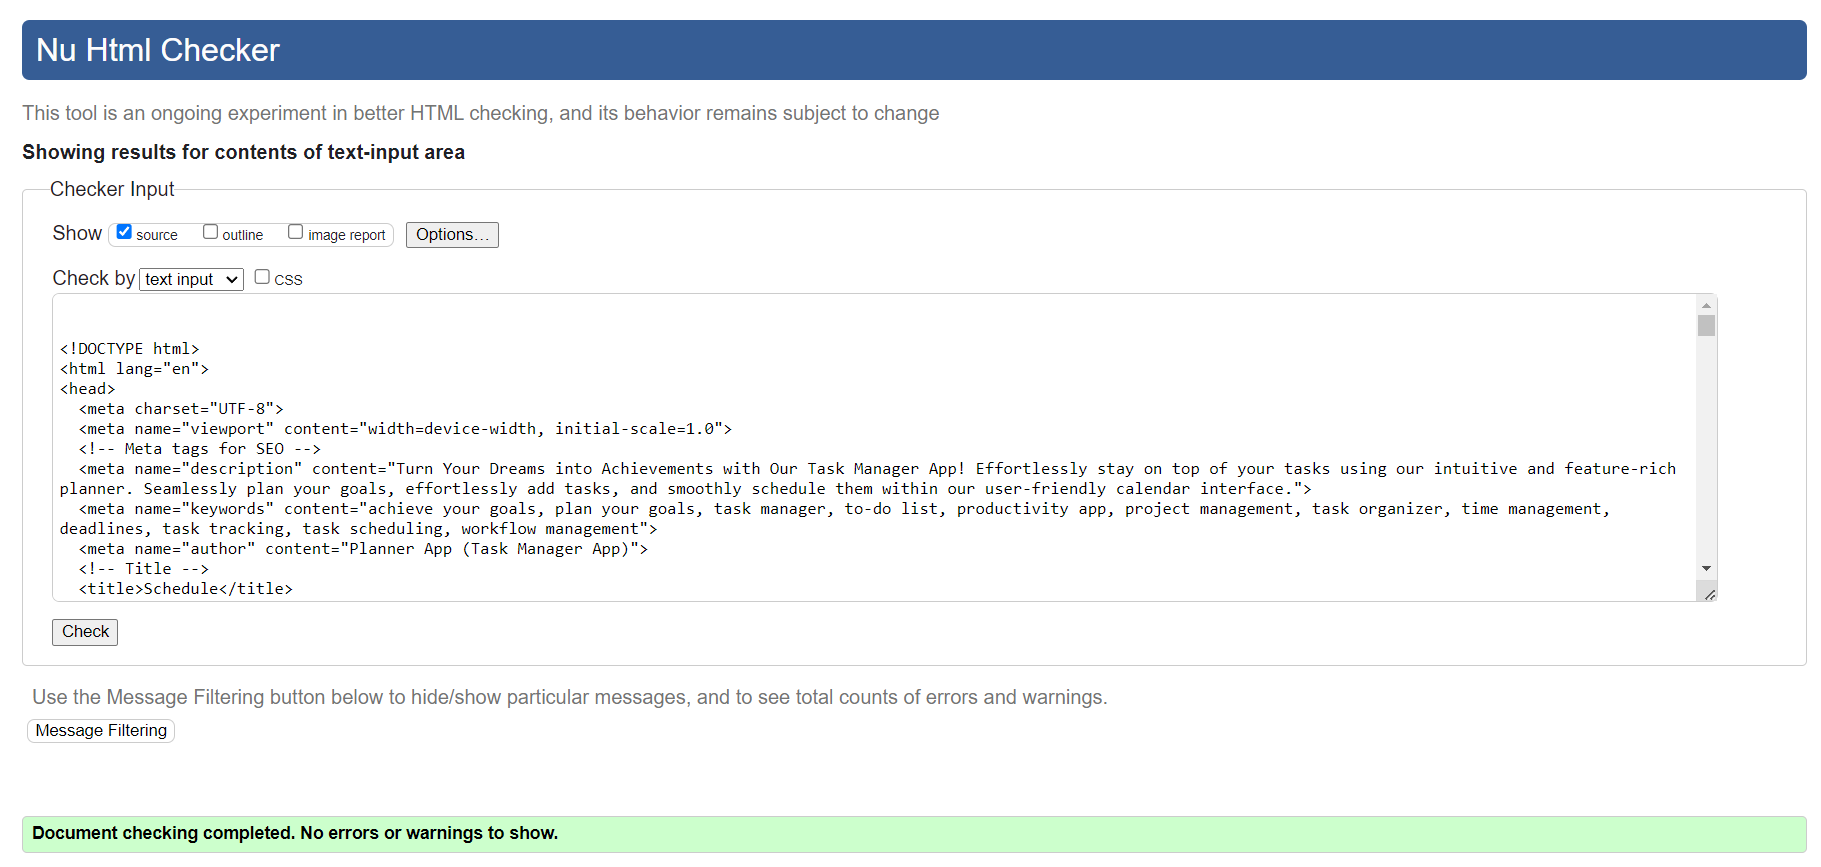 Nu Html Checker
This tool is an ongoing experiment in better HTML checking, and its behavior remains subject to change
Showing results for contents of text-input area
Checker Input
Show source outline image report Options...
Check by text input CSS
<!DOCTYPE html>
<html lang="en">
<head>
  <meta charset="UTF-8">
  <meta name="viewport" content="width=device-width, initial-scale=1.0">
  <!-- Meta tags for SEO -->
  <meta name="description" content="Turn Your Dreams into Achievements with Our Task Manager App! Effortlessly stay on top of your tasks using our intuitive and feature-rich
planner. Seamlessly plan your goals, effortlessly add tasks, and smoothly schedule them within our user-friendly calendar interface.">
  <meta name="keywords" content="achieve your goals, plan your goals, task manager, to-do list, productivity app, project management, task organizer, time management,
deadlines, task tracking, task scheduling, workflow management">
  <meta name="author" content="Planner App (Task Manager App)">
  <!-- Title -->
  <title>Schedule</title>
Check
Use the Message Filtering button below to hide/show particular messages, and to see total counts of errors and warnings.
Message Filtering
Document checking completed. No errors or warnings to show.